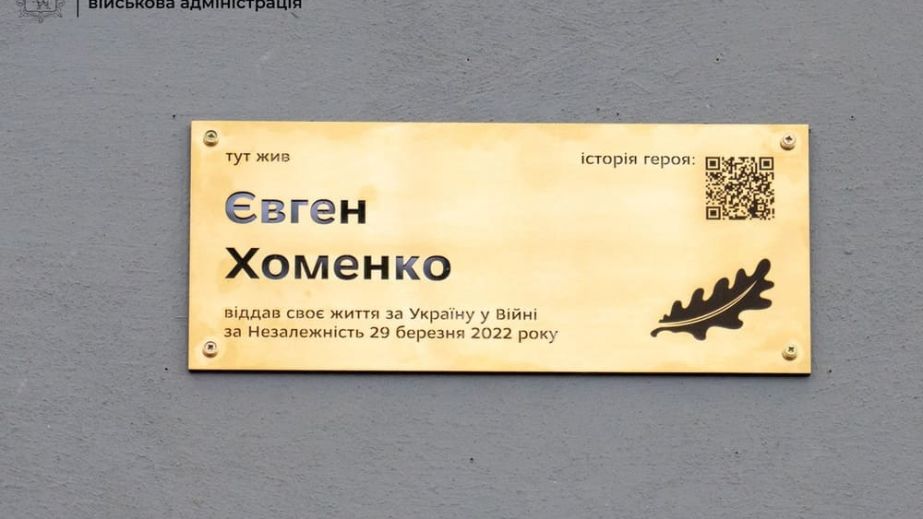 військова адміністрація
тут жив
історія героя:
Євген
Хоменко
віддав своє життя за Україну у Війні
за Незалежність 29 березня 2022 року